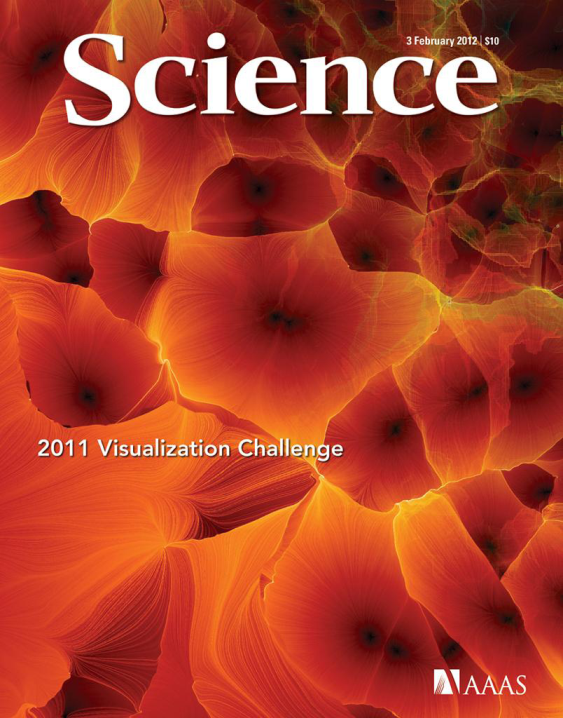 3 February 2012 | $10
Science
2011 Visualization Challenge
AAAS